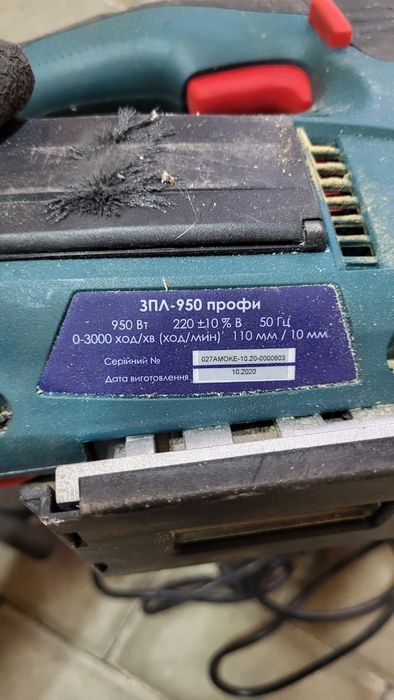 ЗПЛ-950 профи
950 Вт 220 ±10 % В 50 Гц
0-3000 ход/хв (ход/мин) 110 мм / 10 мм
Серійний № 027AMOKE-10.20-0000603
Дата виготовлення 10.2020